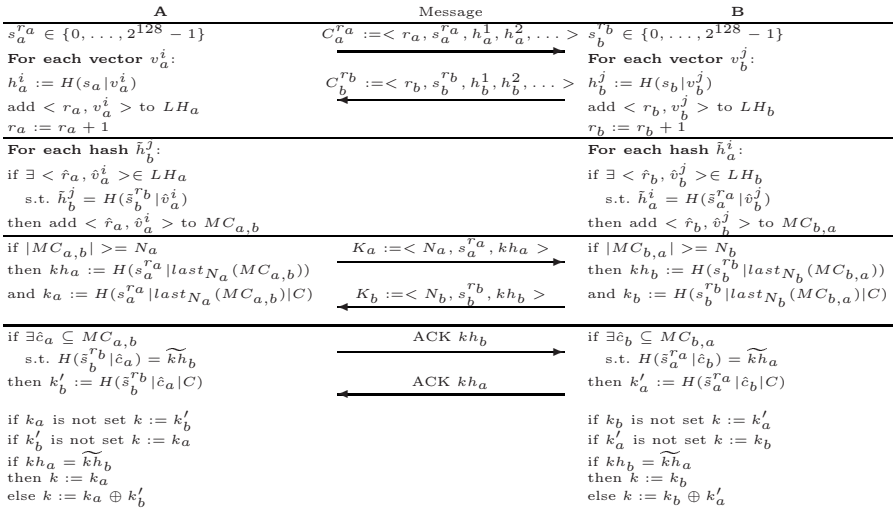 A Message B
s_a^{r_a} ∈ {0, . . . , 2^{128} − 1} C_a^{r_a} :=< r_a, s_a^{r_a}, h_a^1, h_a^2, . . . > s_b^{r_b} ∈ {0, . . . , 2^{128} − 1}
For each vector v_a^i: For each vector v_b^j:
h_a^i := H(s_a|v_a^i) C_b^{r_b} :=< r_b, s_b^{r_b}, h_b^1, h_b^2, . . . > h_b^j := H(s_b|v_b^j)
add < r_a, v_a^i > to LH_a add < r_b, v_b^j > to LH_b
r_a := r_a + 1 r_b := r_b + 1
For each hash h̃_b^j: For each hash h̃_a^i:
if ∃ < r̂_a, v̂_a^i >∈ LH_a if ∃ < r̂_b, v̂_b^j >∈ LH_b
s.t. h̃_b^j = H(s̃_b^{r_b}|v̂_a^i) s.t. h̃_a^i = H(s̃_a^{r_a}|v̂_b^j)
then add < r̂_a, v̂_a^i > to MC_{a,b} then add < r̂_b, v̂_b^j > to MC_{b,a}
if |MC_{a,b}| >= N_a K_a :=< N_a, s_a^{r_a}, kh_a > if |MC_{b,a}| >= N_b
then kh_a := H(s_a^{r_a}|last_{N_a}(MC_{a,b})) then kh_b := H(s_b^{r_b}|last_{N_b}(MC_{b,a}))
and k_a := H(s_a^{r_a}|last_{N_a}(MC_{a,b})|C) K_b :=< N_b, s_b^{r_b}, kh_b > and k_b := H(s_b^{r_b}|last_{N_b}(MC_{b,a})|C)
if ∃ĉ_a ⊆ MC_{a,b} ACK kh_b if ∃ĉ_b ⊆ MC_{b,a}
s.t. H(s̃_b^{r_b}|ĉ_a) = k͠h_b s.t. H(s̃_a^{r_a}|ĉ_b) = k͠h_a
then k′_b := H(s̃_b^{r_b}|ĉ_a|C) ACK kh_a then k′_a := H(s̃_a^{r_a}|ĉ_b|C)
if k_a is not set k := k′_b if k_b is not set k := k′_a
if k′_b is not set k := k_a if k′_a is not set k := k_b
if kh_a = k͠h_b if kh_b = k͠h_a
then k := k_a then k := k_b
else k := k_a ⊕ k′_b else k := k_b ⊕ k′_a